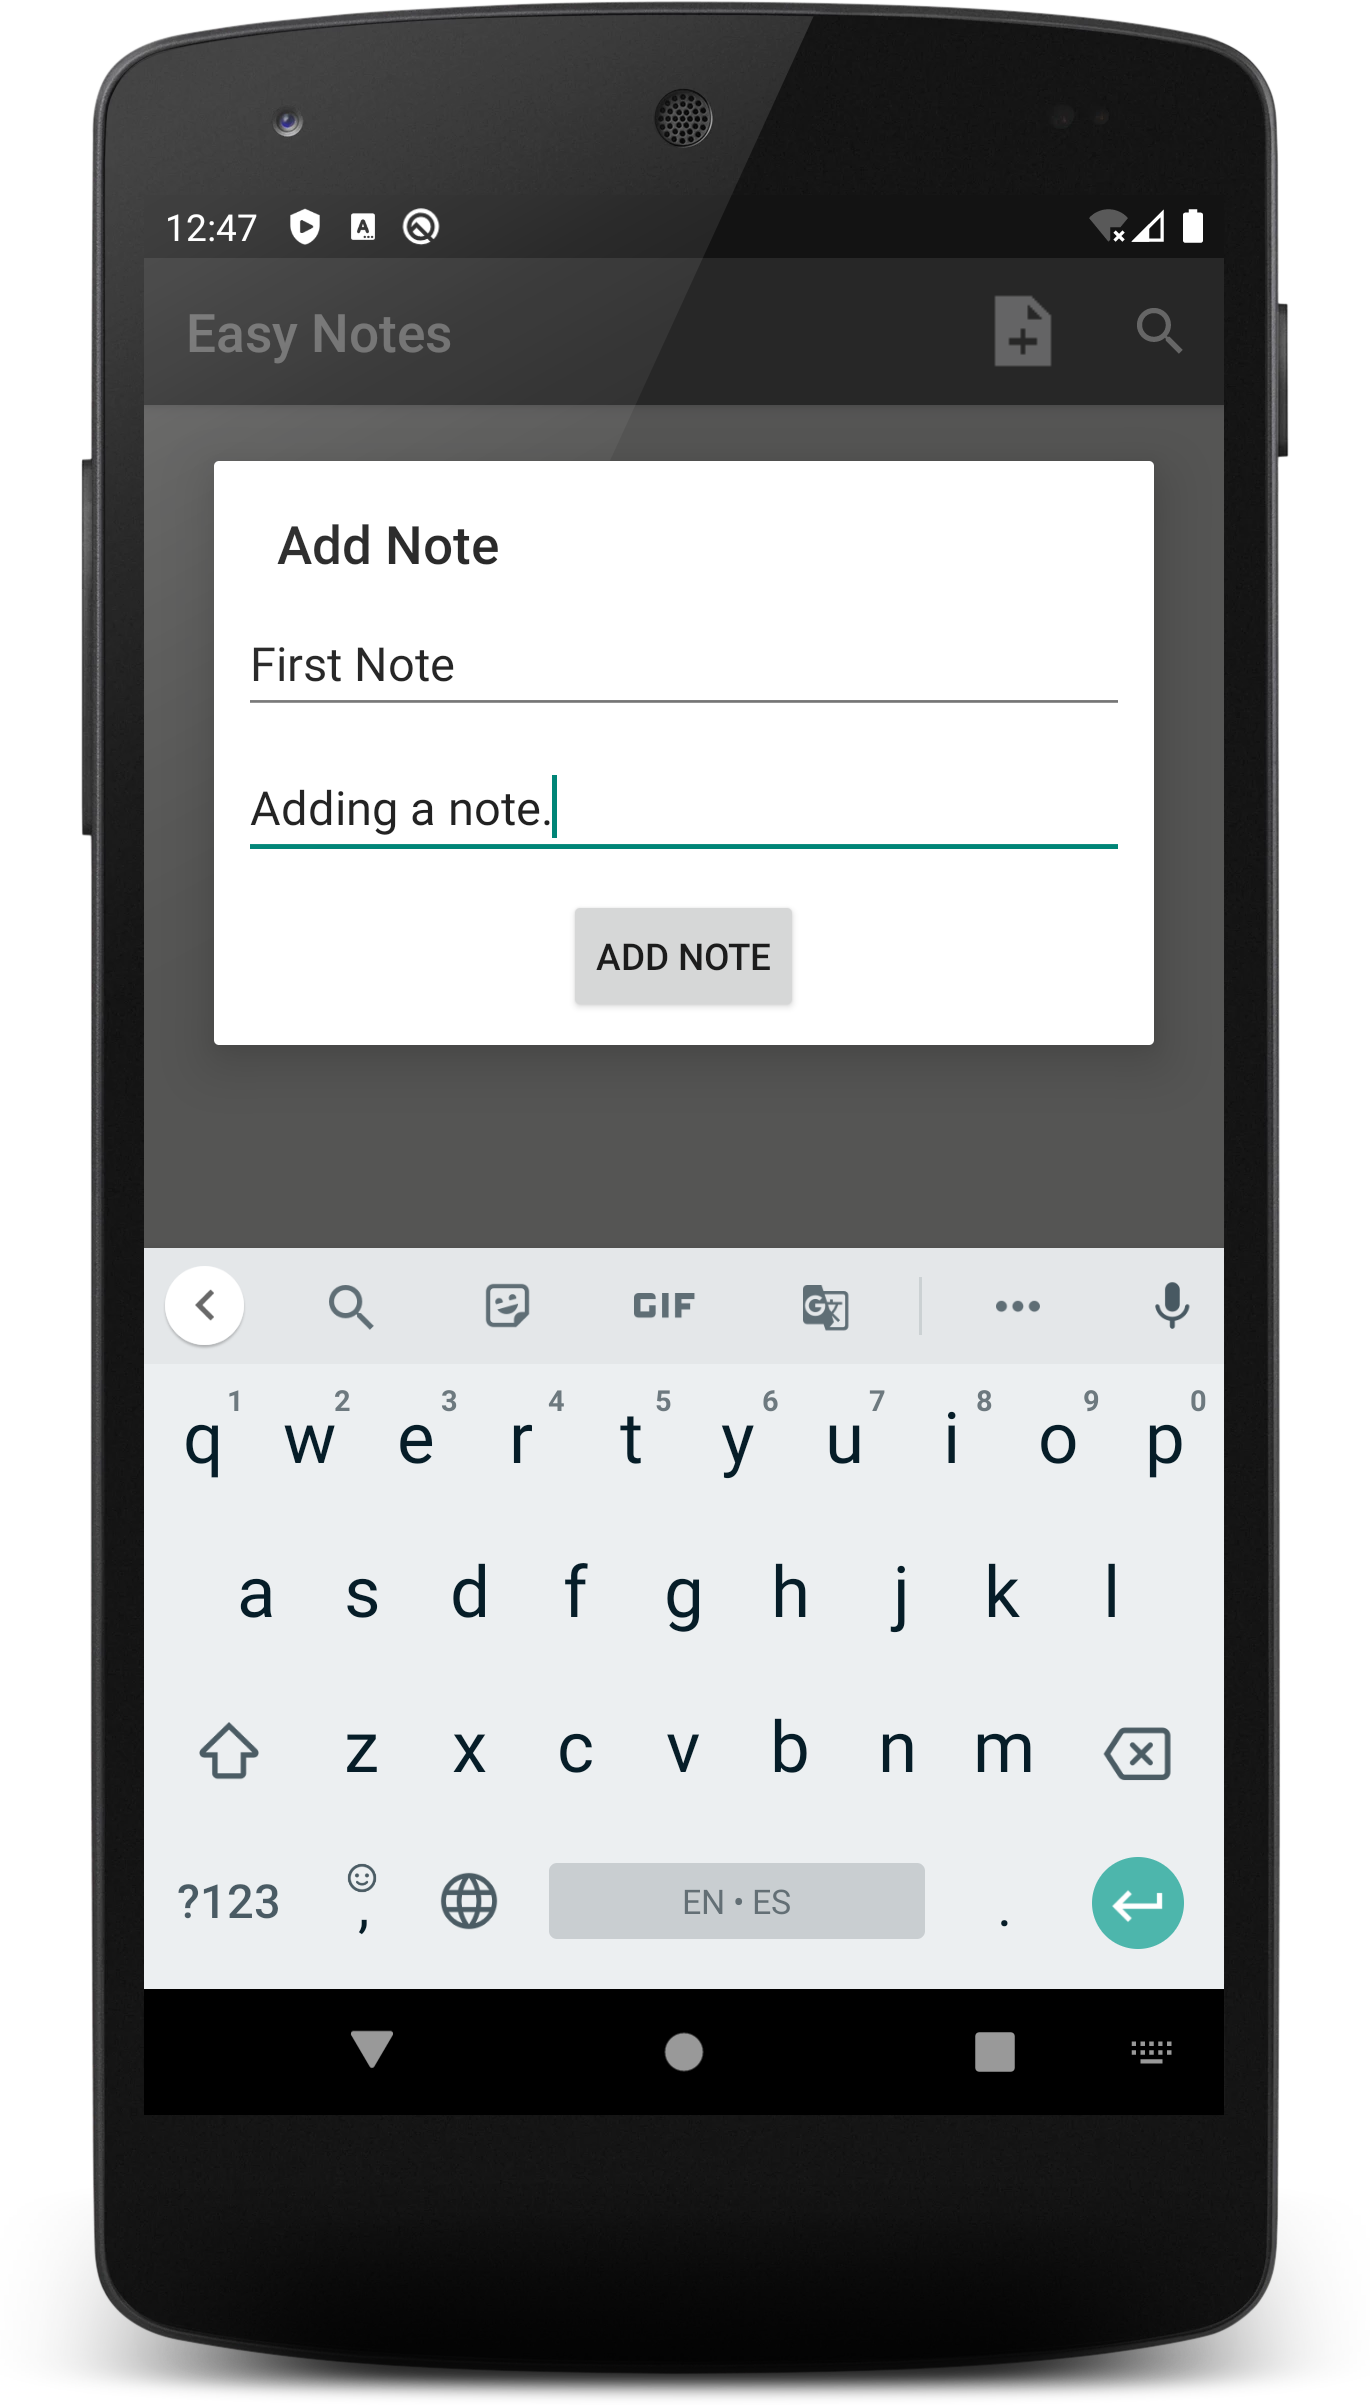 12:47
Easy Notes
Add Note
First Note
Adding a note.
ADD NOTE
GIF
1 2 3 4 5 6 7 8 9 0
q w e r t y u i o p
a s d f g h j k l
z x c v b n m
?123 , EN • ES .